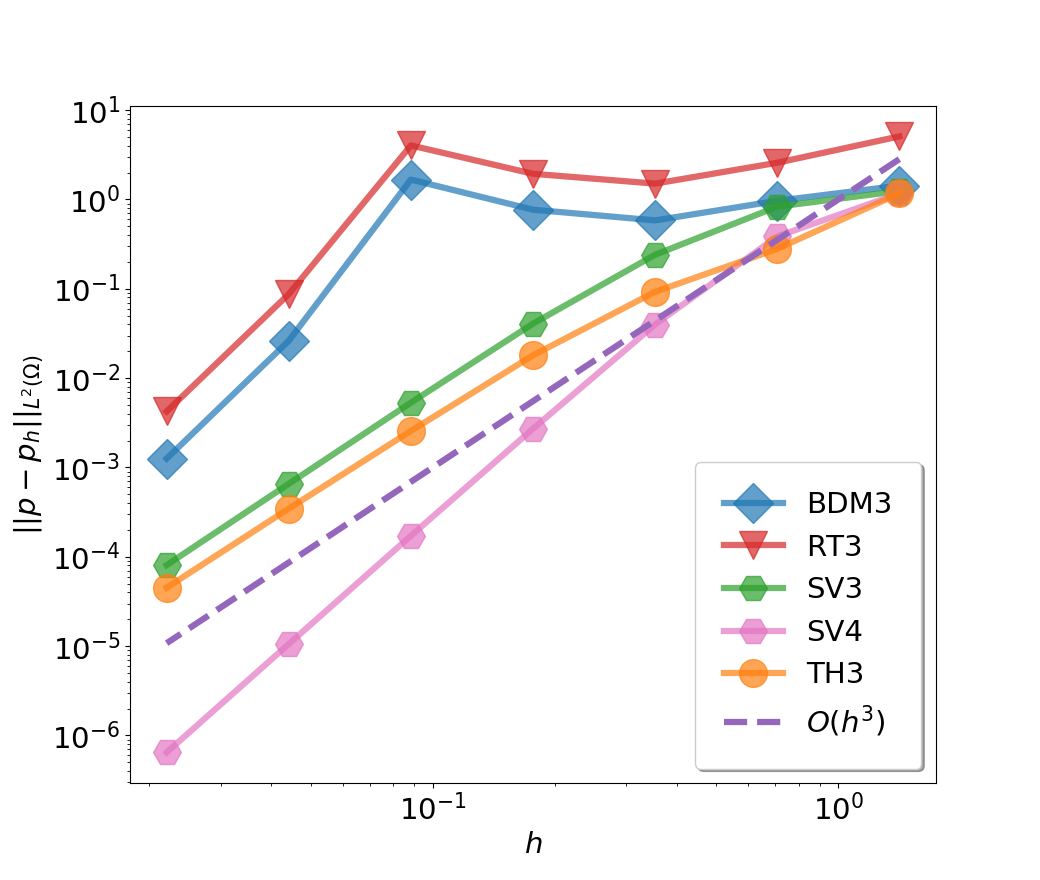 10¹
10⁰
10⁻¹
10⁻²
10⁻³
10⁻⁴
10⁻⁵
10⁻⁶
||p − pₕ||_{L²(Ω)}
BDM3
RT3
SV3
SV4
TH3
O(h³)
10⁻¹ 10⁰
h